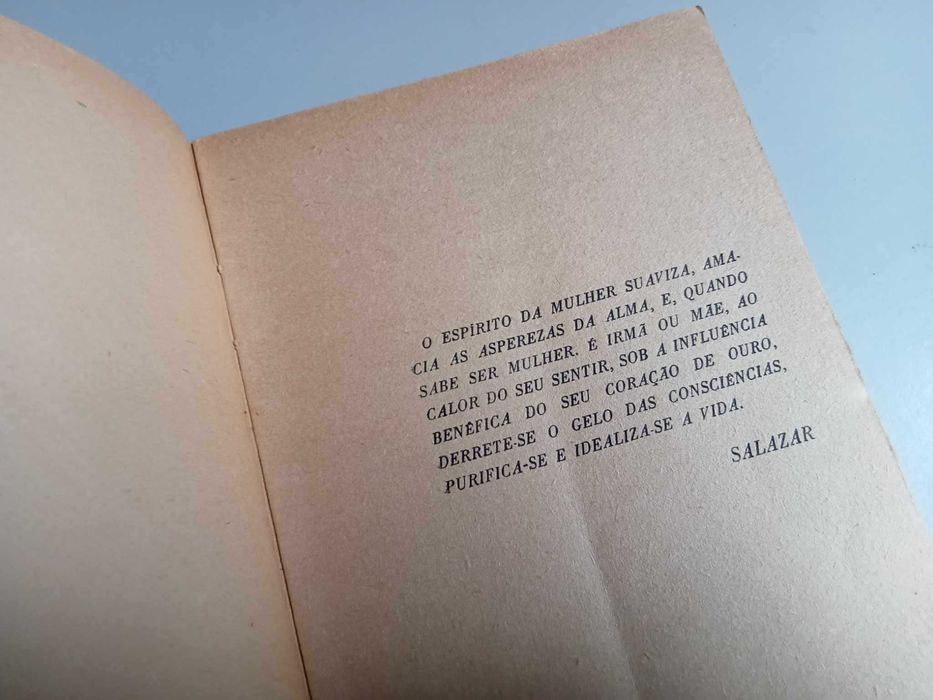 O ESPÍRITO DA MULHER SUAVIZA, AMA-
CIA AS ASPEREZAS DA ALMA, E, QUANDO
SABE SER MULHER. É IRMÃ OU MÃE, AO
CALOR DO SEU SENTIR, SOB A INFLUÊNCIA
BENÉFICA DO SEU CORAÇÃO DE OURO,
DERRETE-SE O GELO DAS CONSCIÊNCIAS,
PURIFICA-SE E IDEALIZA-SE A VIDA.
SALAZAR